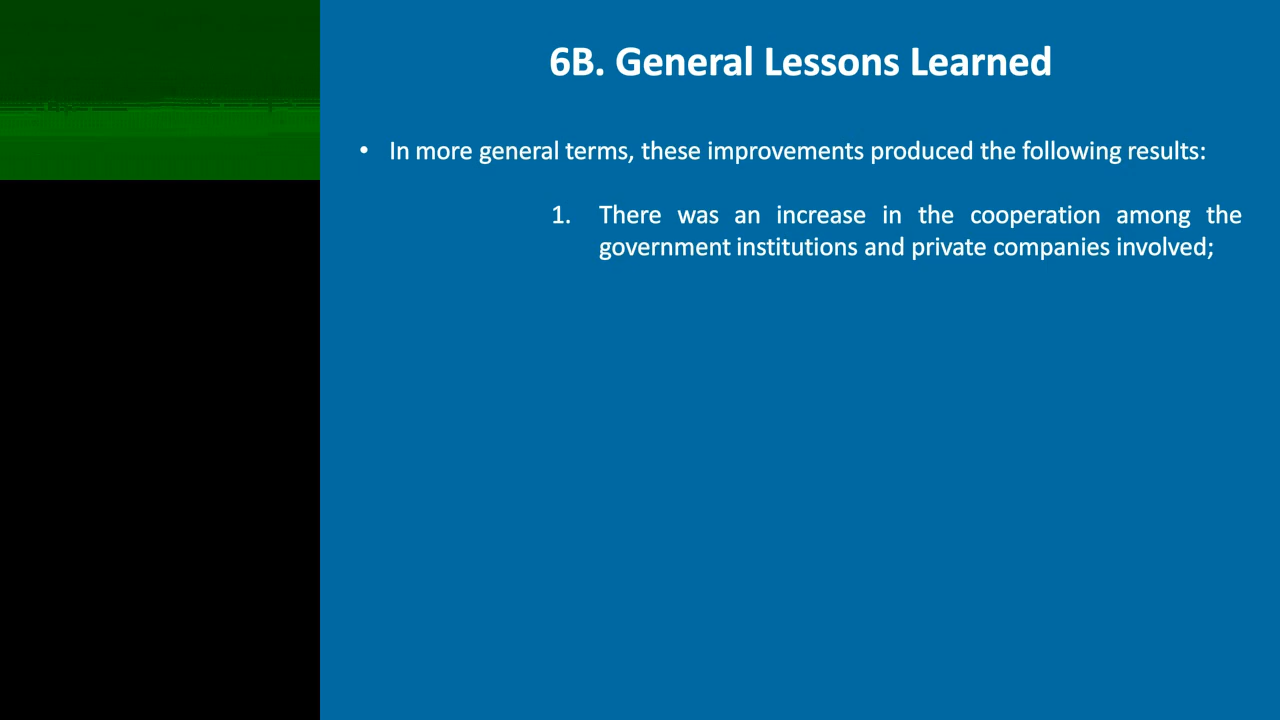 6B. General Lessons Learned
• In more general terms, these improvements produced the following results:
1. There was an increase in the cooperation among the
government institutions and private companies involved;